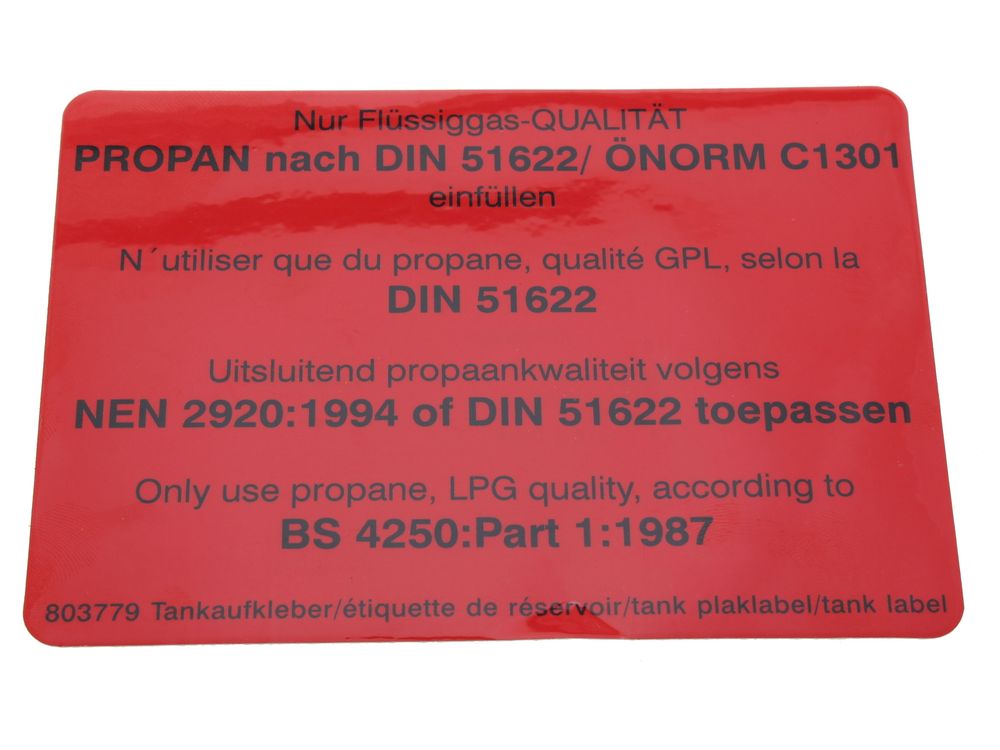 Nur Flüssiggas-QUALITÄT
PROPAN nach DIN 51622/ ÖNORM C1301
einfüllen
N´utiliser que du propane, qualité GPL, selon la
DIN 51622
Uitsluitend propaankwaliteit volgens
NEN 2920:1994 of DIN 51622 toepassen
Only use propane, LPG quality, according to
BS 4250:Part 1:1987
803779 Tankaufkleber/étiquette de réservoir/tank plaklabel/tank label